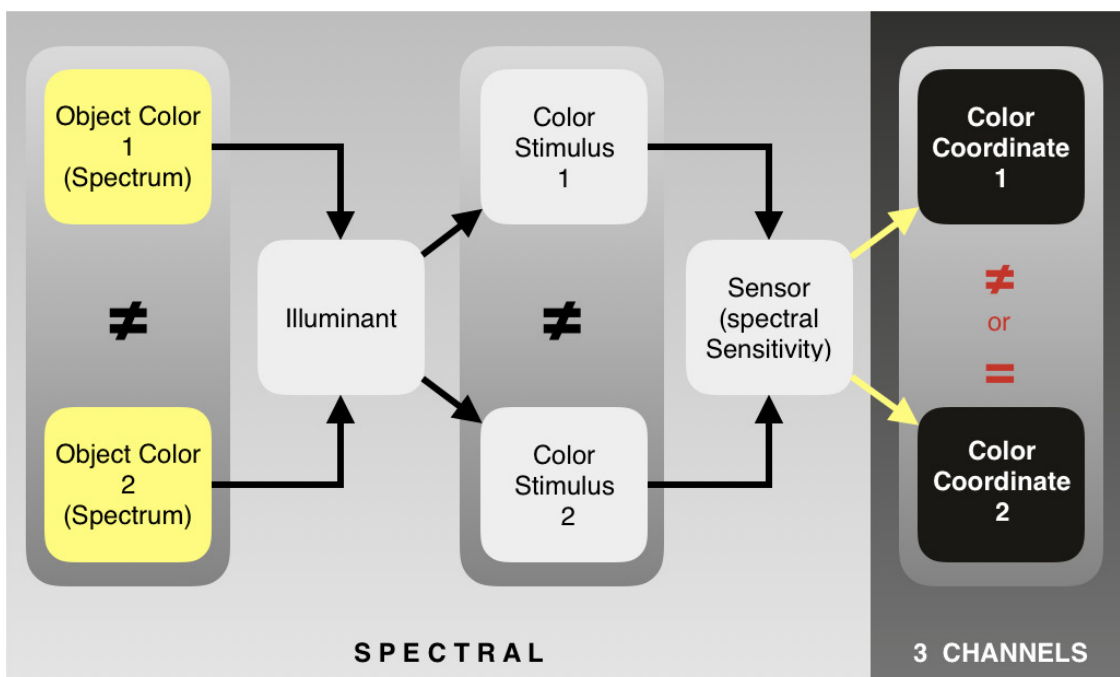 Object Color
1
(Spectrum)
≠
Object Color
2
(Spectrum)
Illuminant
Color
Stimulus
1
≠
Color
Stimulus
2
Sensor
(spectral
Sensitivity)
Color
Coordinate
1
≠
or
=
Color
Coordinate
2
SPECTRAL
3 CHANNELS